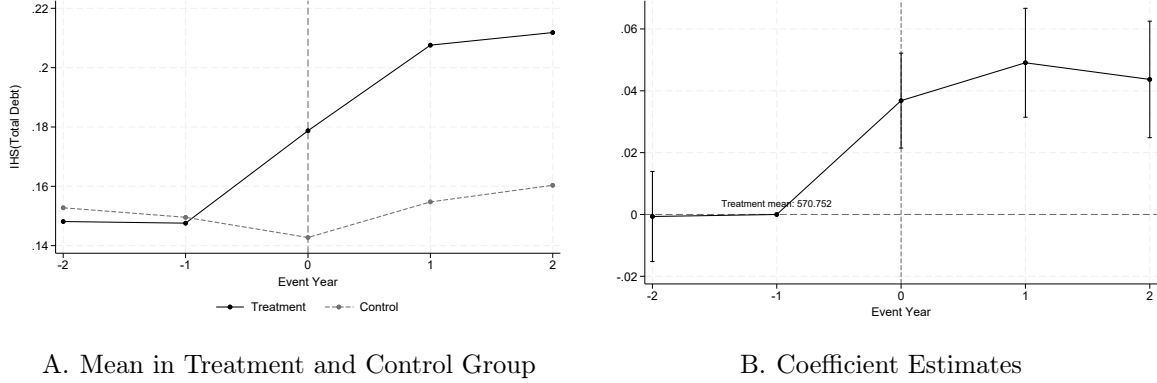 .22
.2
.18
.16
.14
IHS(Total Debt)
-2 -1 0 1 2
Event Year
Treatment Control
A. Mean in Treatment and Control Group
.06
.04
.02
0
-.02
Treatment mean: 570.752
-2 -1 0 1 2
Event Year
B. Coefficient Estimates